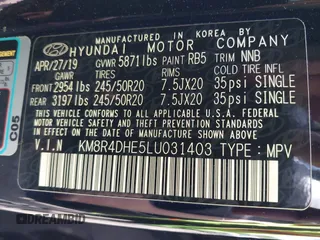 MANUFACTURED IN KOREA BY
HYUNDAI MOTOR COMPANY
APR/27/19 GVWR 5871lbs PAINT RB5 TRIM NNB
GAWR TIRES RIMS COLD TIRE INFL
FRONT
2954lbs 245/50R20 7.5JX20 35psi SINGLE
REAR
3197lbs 245/50R20 7.5JX20 35psi SINGLE
THIS VEHICLE CONFORMS TO ALL APPLICABLE
FEDERAL MOTOR VEHICLE SAFETY STANDARDS
IN EFFECT ON THE DATE OF MANUFACTURE SHOWN ABOVE.
V.I.N KM8R4DHE5LU031403 TYPE : MPV
C05
DREAMBID